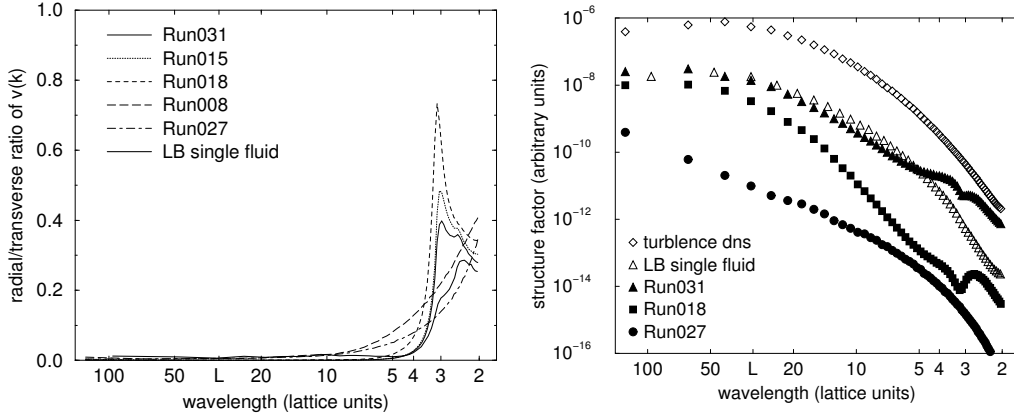 1.0
0.8
0.6
0.4
0.2
0.0
radial/transverse ratio of v(k)
Run031
Run015
Run018
Run008
Run027
LB single fluid
100 50 L 20 10 5 4 3 2
wavelength (lattice units)
10^-6
10^-8
10^-10
10^-12
10^-14
10^-16
structure factor (arbitrary units)
turblence dns
LB single fluid
Run031
Run018
Run027
100 50 L 20 10 5 4 3 2
wavelength (lattice units)